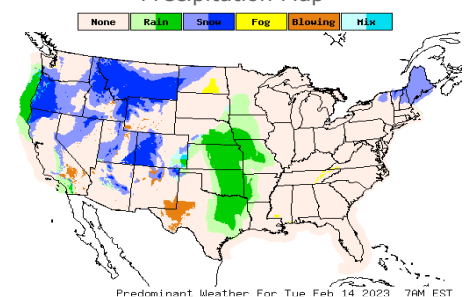 Precipitation Map
None Rain Snow Fog Blowing Mix
Predominant Weather For Tue Feb 14 2023 7AM EST